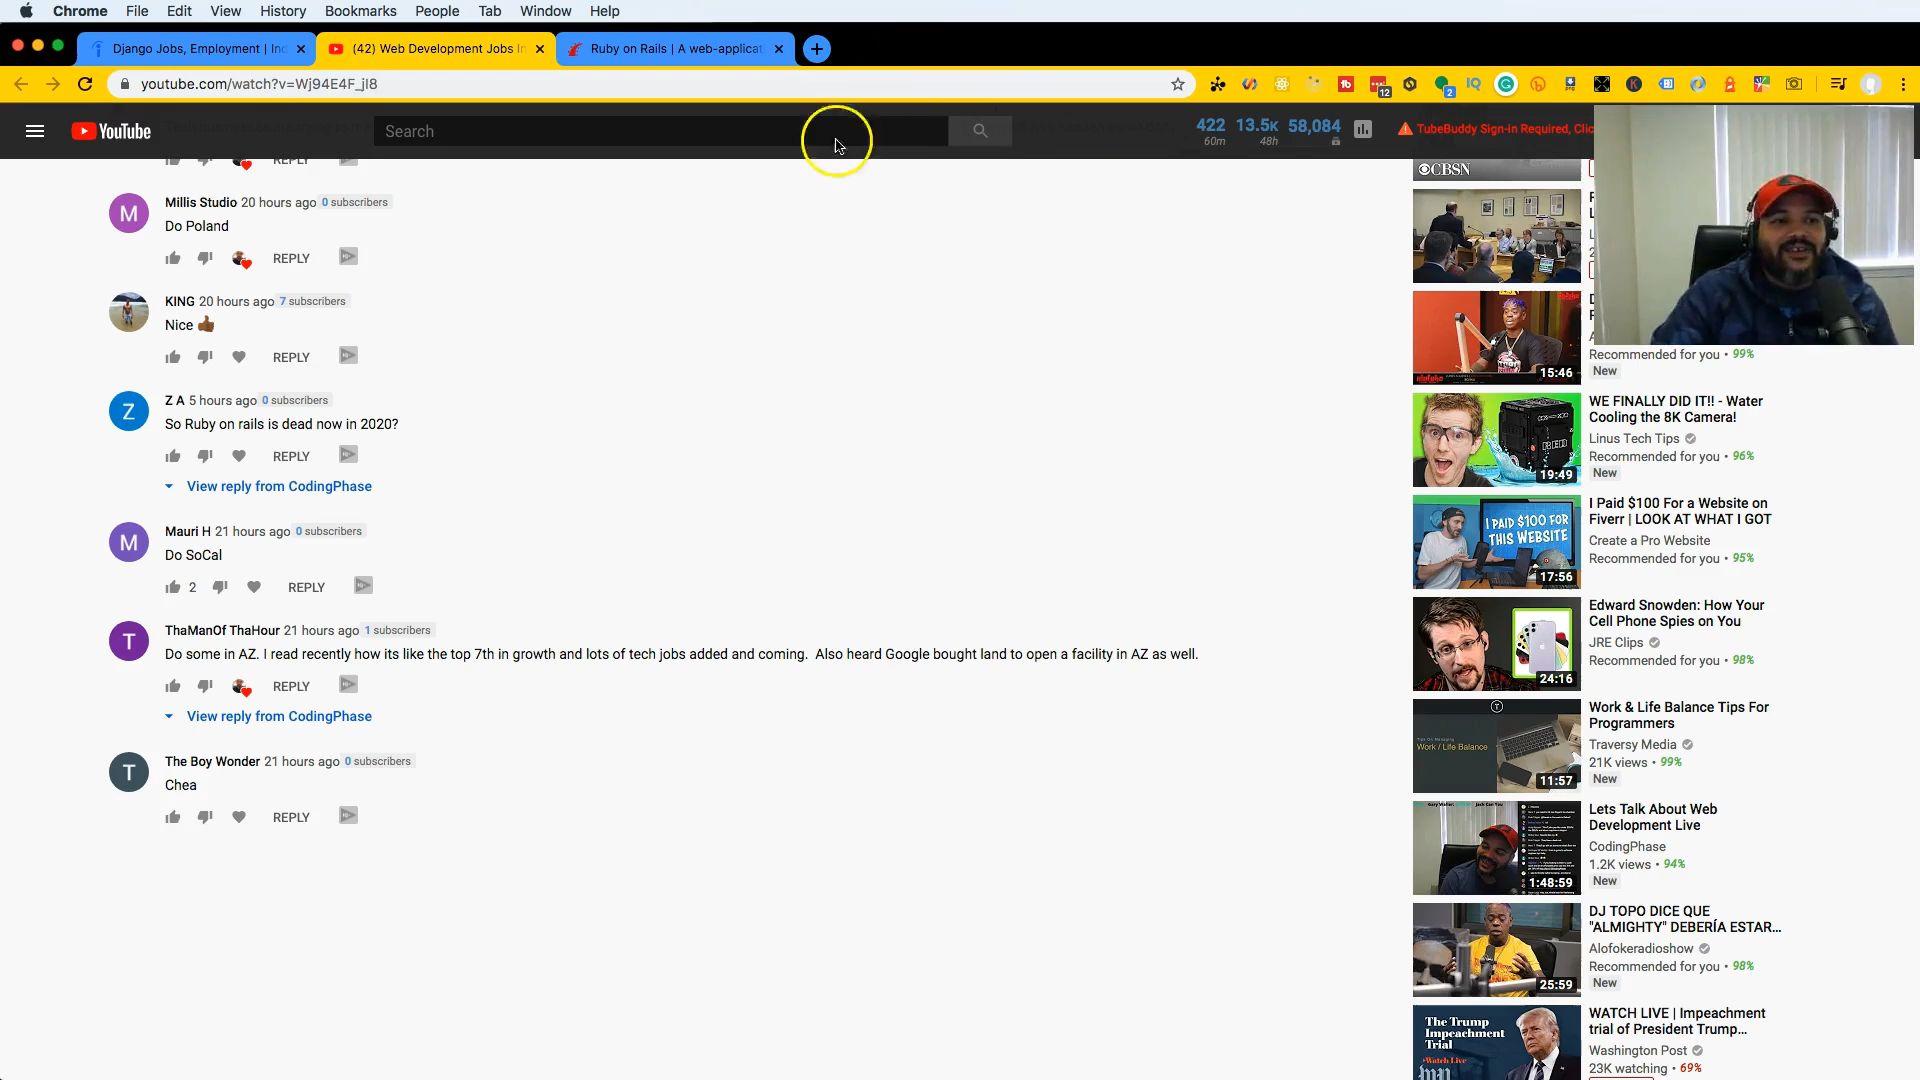 Chrome File Edit View History Bookmarks People Tab Window Help
Django Jobs, Employment | In
(42) Web Development Jobs In
Ruby on Rails | A web-applicat
youtube.com/watch?v=Wj94E4F_jI8
12
2
IQ
YouTube
Search
422 13.5K 58,084
60m 48h
TubeBuddy Sign-in Required, Clic
REPLY
M
Millis Studio 20 hours ago 0 subscribers
Do Poland
REPLY
KING 20 hours ago 7 subscribers
Nice 👍🏾
REPLY
Z
Z A 5 hours ago 0 subscribers
So Ruby on rails is dead now in 2020?
REPLY
View reply from CodingPhase
M
Mauri H 21 hours ago 0 subscribers
Do SoCal
2 REPLY
T
ThaManOf ThaHour 21 hours ago 1 subscribers
Do some in AZ. I read recently how its like the top 7th in growth and lots of tech jobs added and coming.  Also heard Google bought land to open a facility in AZ as well.
REPLY
View reply from CodingPhase
T
The Boy Wonder 21 hours ago 0 subscribers
Chea
REPLY
CBSN
15:46
Recommended for you • 99%
New
19:49
WE FINALLY DID IT!! - Water
Cooling the 8K Camera!
Linus Tech Tips
Recommended for you • 96%
New
I PAID $100 FOR
THIS WEBSITE
17:56
I Paid $100 For a Website on
Fiverr | LOOK AT WHAT I GOT
Create a Pro Website
Recommended for you • 95%
24:16
Edward Snowden: How Your
Cell Phone Spies on You
JRE Clips
Recommended for you • 98%
Work / Life Balance
11:57
Work & Life Balance Tips For
Programmers
Traversy Media
21K views • 99%
New
1:48:59
Lets Talk About Web
Development Live
CodingPhase
1.2K views • 94%
New
25:59
DJ TOPO DICE QUE
"ALMIGHTY" DEBERÍA ESTAR...
Alofokeradioshow
Recommended for you • 98%
New
The Trump
Impeachment
Trial
Watch Live
WATCH LIVE | Impeachment
trial of President Trump...
Washington Post
23K watching • 69%